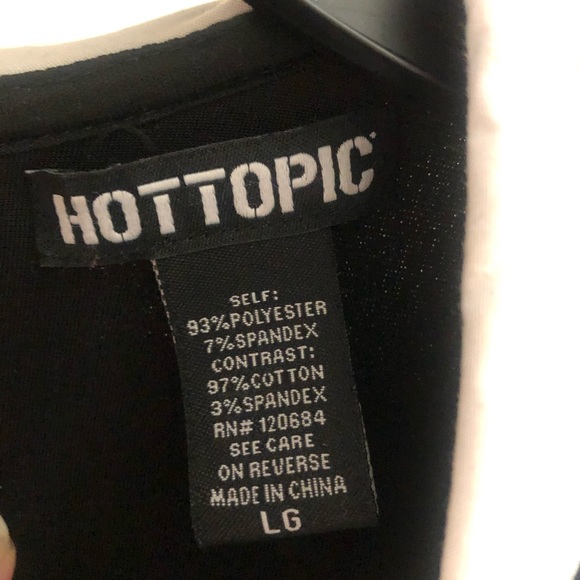 HOTTOPIC
SELF:
93%POLYESTER
7%SPANDEX
CONTRAST:
97%COTTON
3%SPANDEX
RN# 120684
SEE CARE
ON REVERSE
MADE IN CHINA
LG